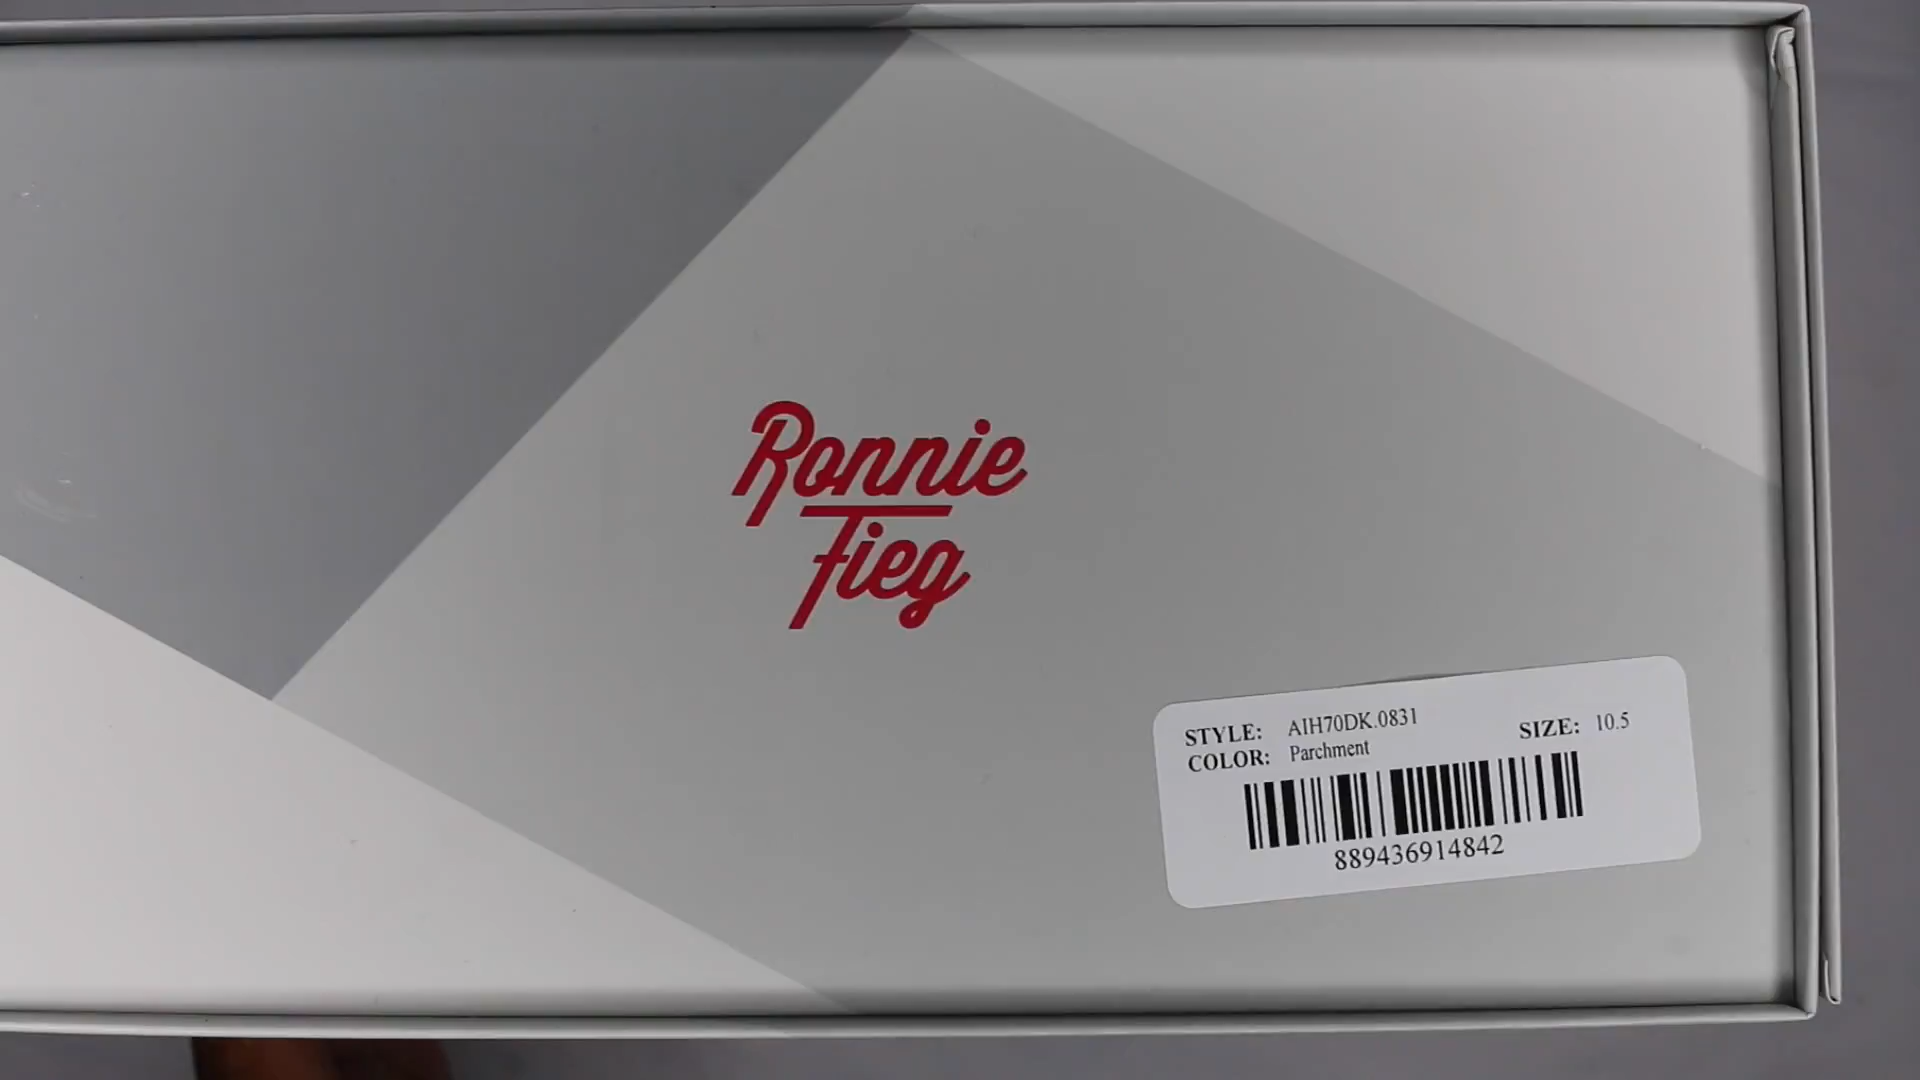 Ronnie
Fieg
STYLE: AIH70DK.0831 SIZE: 10.5
COLOR: Parchment
889436914842